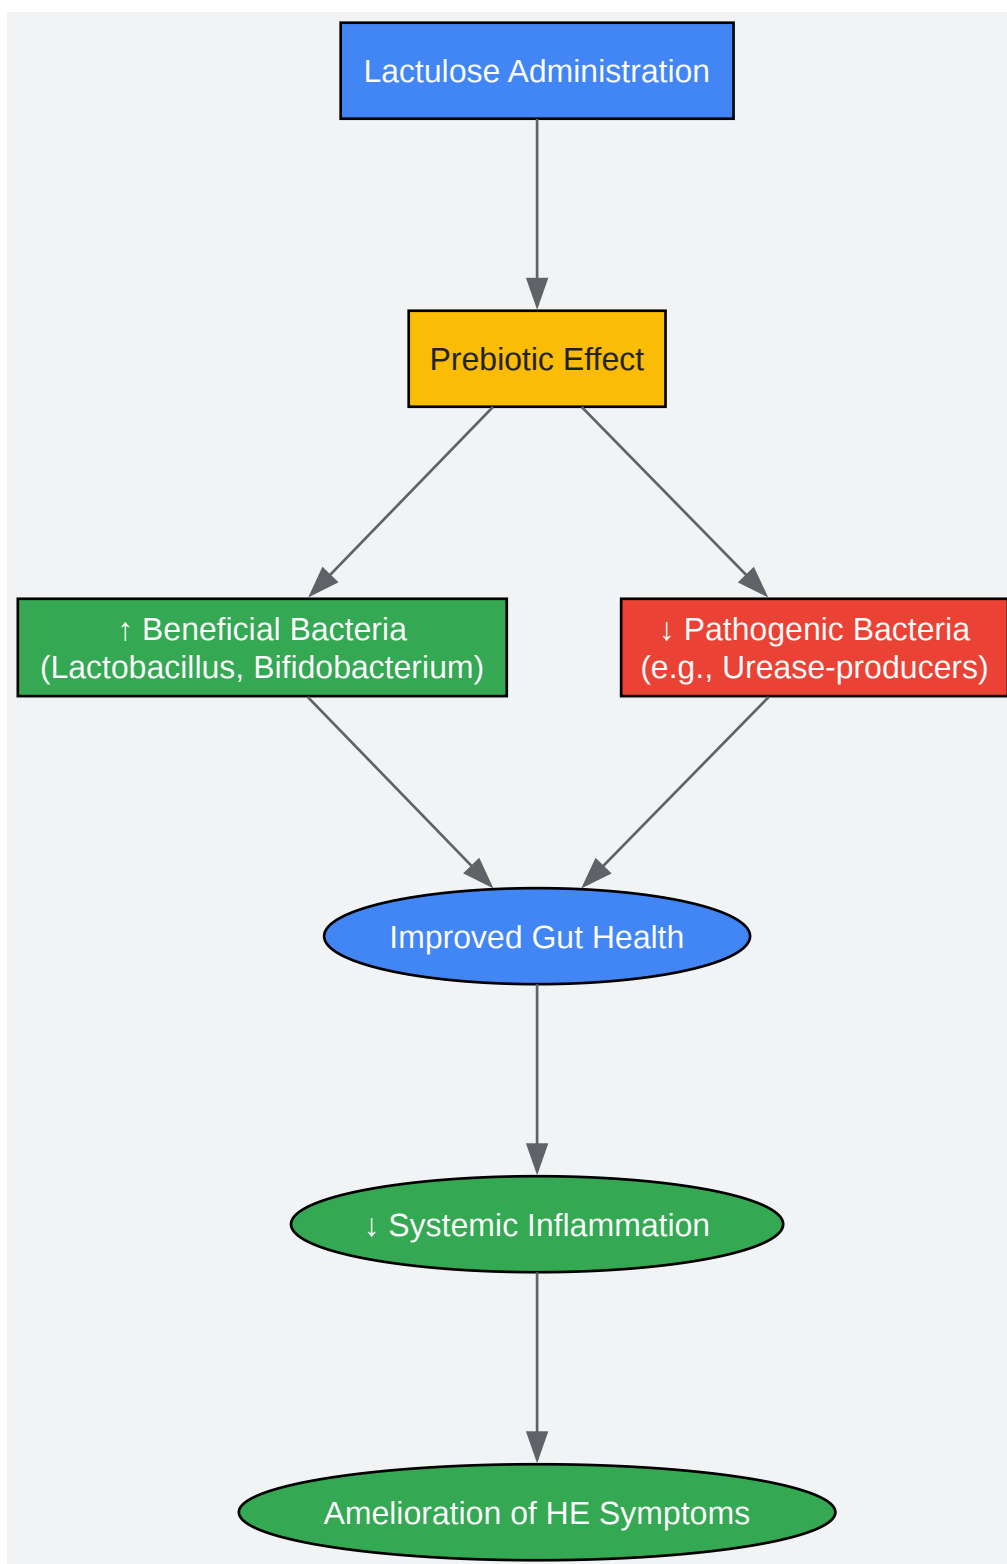 Lactulose Administration
Prebiotic Effect
↑ Beneficial Bacteria
(Lactobacillus, Bifidobacterium)
↓ Pathogenic Bacteria
(e.g., Urease-producers)
Improved Gut Health
↓ Systemic Inflammation
Amelioration of HE Symptoms